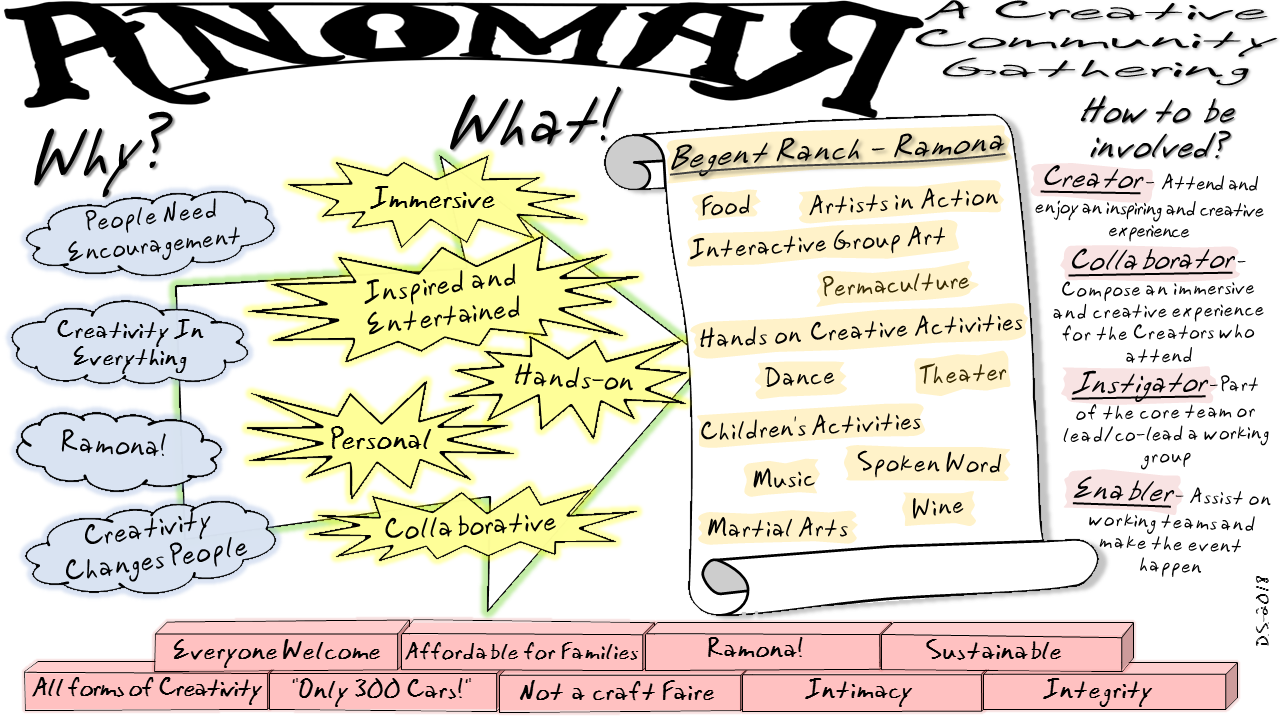 ANOMAR
A Creative
Community
Gathering
Why?
People Need
Encouragement
Creativity In
Everything
Ramona!
Creativity
Changes People
What!
Immersive
Inspired and
Entertained
Hands-on
Personal
Collaborative
Begent Ranch – Ramona
Food
Artists in Action
Interactive Group Art
Permaculture
Hands on Creative Activities
Dance
Theater
Children's Activities
Spoken Word
Music
Wine
Martial Arts
How to be
involved?
Creator- Attend and
enjoy an inspiring and creative
experience
Collaborator-
Compose an immersive
and creative experience
for the Creators who
attend
Instigator-Part
of the core team or
lead/co-lead a working
group
Enabler- Assist on
working teams and
make the event
happen
DS-2018
Everyone Welcome
Affordable for Families
Ramona!
Sustainable
All forms of Creativity
"Only 300 Cars!"
Not a craft Faire
Intimacy
Integrity